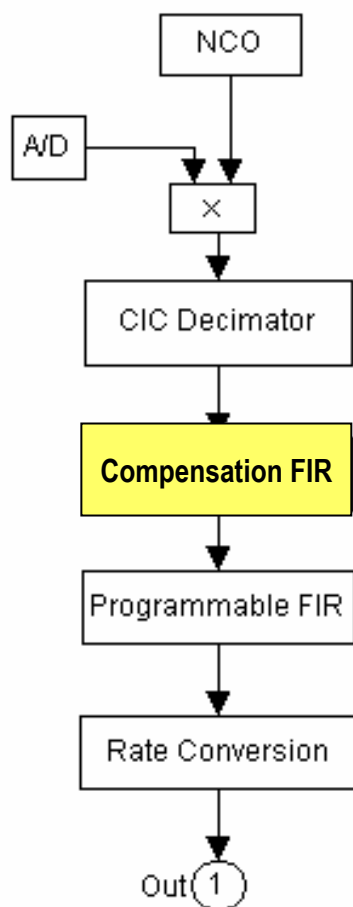 NCO
A/D
×
CIC Decimator
Compensation FIR
Programmable FIR
Rate Conversion
Out 1